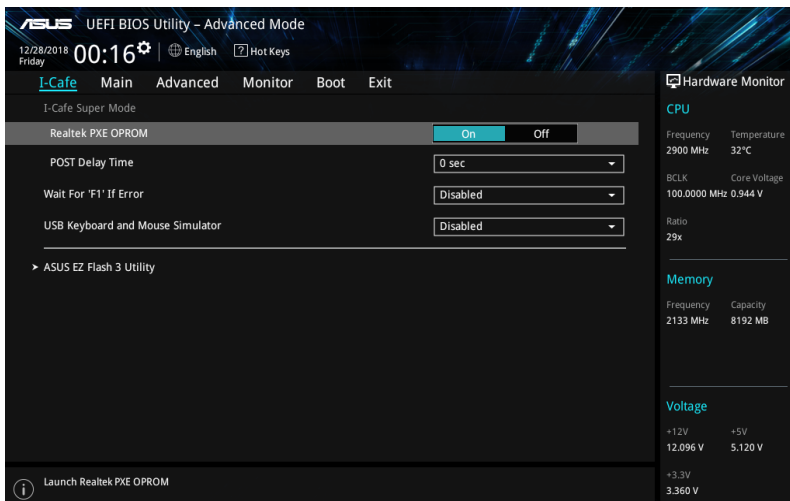 ASUS UEFI BIOS Utility – Advanced Mode
12/28/2018
Friday
00:16
English
? Hot Keys
I-Cafe Main Advanced Monitor Boot Exit
I-Cafe Super Mode
Realtek PXE OPROM On Off
POST Delay Time 0 sec
Wait For 'F1' If Error Disabled
USB Keyboard and Mouse Simulator Disabled
ASUS EZ Flash 3 Utility
Launch Realtek PXE OPROM
Hardware Monitor
CPU
Frequency Temperature
2900 MHz 32°C
BCLK Core Voltage
100.0000 MHz 0.944 V
Ratio
29x
Memory
Frequency Capacity
2133 MHz 8192 MB
Voltage
+12V +5V
12.096 V 5.120 V
+3.3V
3.360 V